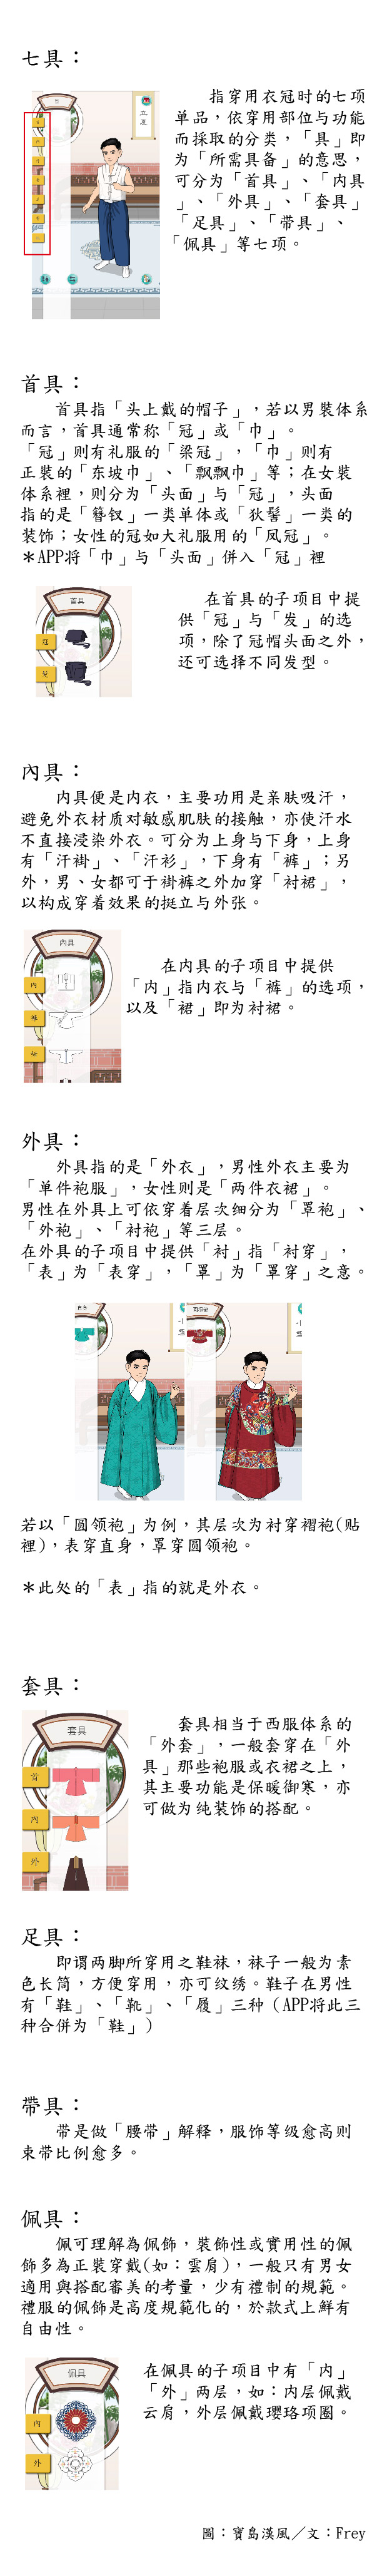 七具：
指穿用衣冠时的七项
单品，依穿用部位与功能
而採取的分类，「具」即
为「所需具备」的意思，
可分为「首具」、「内具
」、「外具」、「套具」
「足具」、「带具」、
「佩具」等七项。
立夏
首具：
首具指「头上戴的帽子」，若以男裝体系
而言，首具通常称「冠」或「巾」。
「冠」则有礼服的「梁冠」，「巾」则有
正裝的「东坡巾」、「飘飘巾」等；在女裝
体系裡，则分为「头面」与「冠」，头面
指的是「簪钗」一类单体或「狄髻」一类的
装饰；女性的冠如大礼服用的「凤冠」。
＊APP将「巾」与「头面」併入「冠」裡
首具
冠
髮
在首具的子项目中提
供「冠」与「发」的选
项，除了冠帽头面之外，
还可选择不同发型。
內具：
内具便是内衣，主要功用是亲肤吸汗，
避免外衣材质对敏感肌肤的接触，亦使汗水
不直接浸染外衣。可分为上身与下身，上身
有「汗褂」、「汗衫」，下身有「裤」；另
外，男、女都可于褂裤之外加穿「衬裙」，
以构成穿着效果的挺立与外张。
內具
內
褲
裙
在内具的子项目中提供
「内」指内衣与「裤」的选项，
以及「裙」即为衬裙。
外具：
外具指的是「外衣」，男性外衣主要为
「单件袍服」，女性则是「两件衣裙」。
男性在外具上可依穿着层次细分为「罩袍」、
「外袍」、「衬袍」等三层。
在外具的子项目中提供「衬」指「衬穿」，
「表」为「表穿」，「罩」为「罩穿」之意。
若以「圆领袍」为例，其层次为衬穿褶袍(贴
裡)，表穿直身，罩穿圆领袍。
＊此处的「表」指的就是外衣。
套具：
套具
首
內
外
套具相当于西服体系的
「外套」，一般套穿在「外
具」那些袍服或衣裙之上，
其主要功能是保暖御寒，亦
可做为纯装饰的搭配。
足具：
即谓两脚所穿用之鞋袜，袜子一般为素
色长筒，方便穿用，亦可纹绣。鞋子在男性
有「鞋」、「靴」、「履」三种（APP将此三
种合併为「鞋」）
帶具：
带是做「腰带」解释，服饰等级愈高则
束带比例愈多。
佩具：
佩可理解為佩飾，裝飾性或實用性的佩
飾多為正裝穿戴(如：雲肩)，一般只有男女
適用與搭配審美的考量，少有禮制的規範。
禮服的佩飾是高度規範化的，於款式上鮮有
自由性。
佩具
內
外
在佩具的子项目中有「内」
「外」两层，如：内层佩戴
云肩，外层佩戴璎珞项圈。
圖：寶島漢風／文：Frey